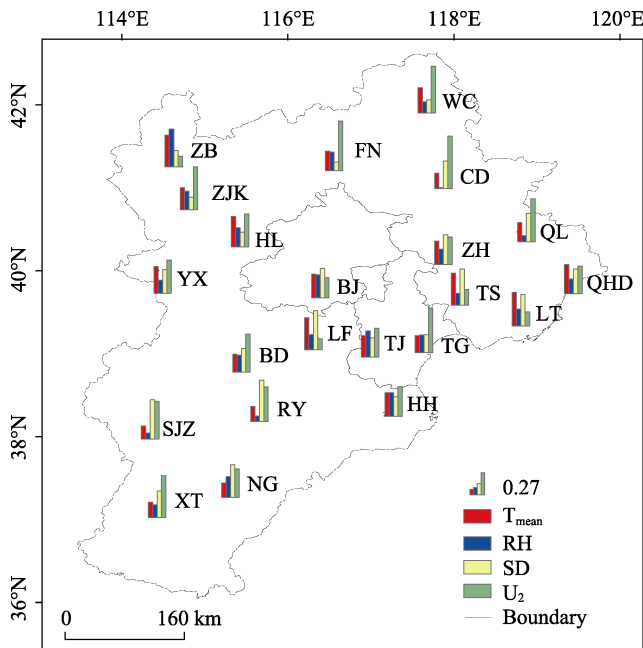 114°E 116°E 118°E 120°E
42°N
40°N
38°N
36°N
WC
ZB
FN
CD
ZJK
HL
QL
ZH
YX
BJ
TS
QHD
LT
LF
TJ
TG
BD
RY
HH
SJZ
NG
XT
0.27
Tmean
RH
SD
U2
Boundary
0 160 km